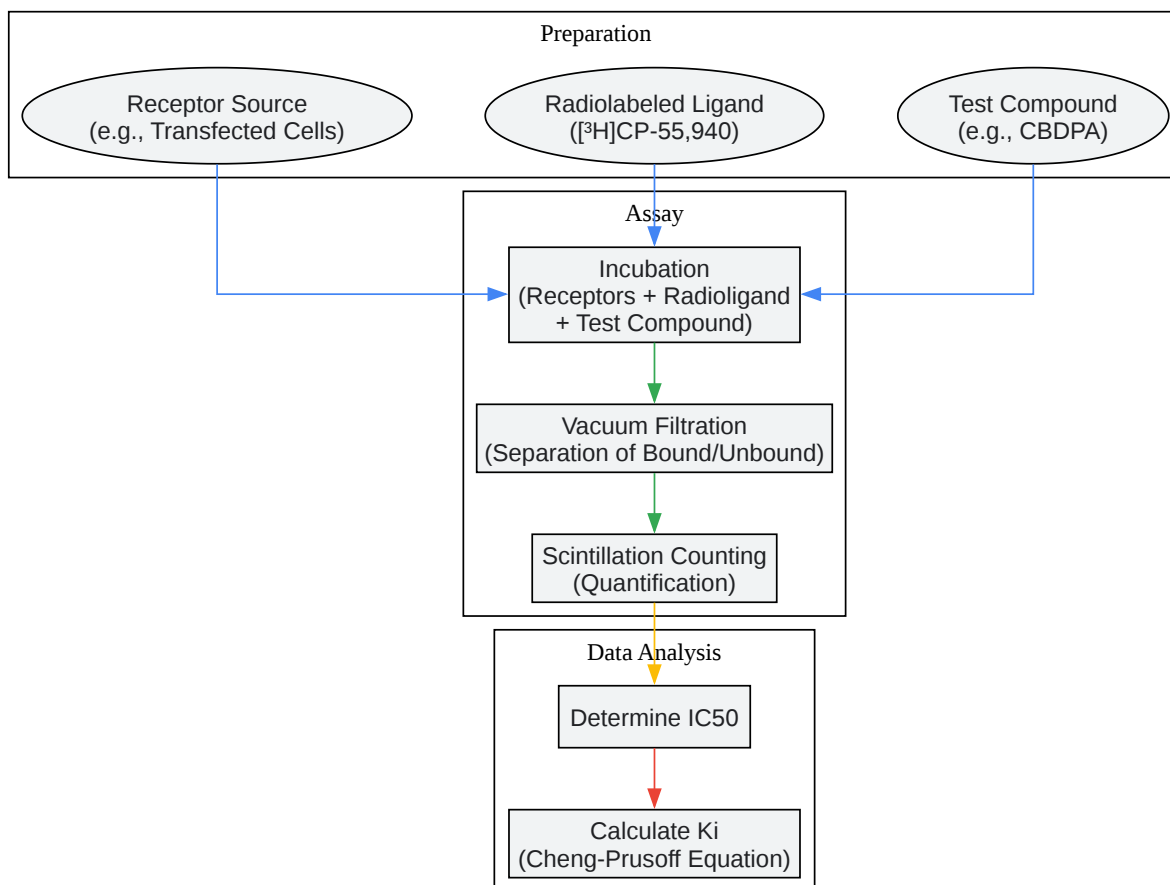 Preparation
Receptor Source
(e.g., Transfected Cells)
Radiolabeled Ligand
([³H]CP-55,940)
Test Compound
(e.g., CBDPA)
Assay
Incubation
(Receptors + Radioligand
+ Test Compound)
Vacuum Filtration
(Separation of Bound/Unbound)
Scintillation Counting
(Quantification)
Data Analysis
Determine IC50
Calculate Ki
(Cheng-Prusoff Equation)